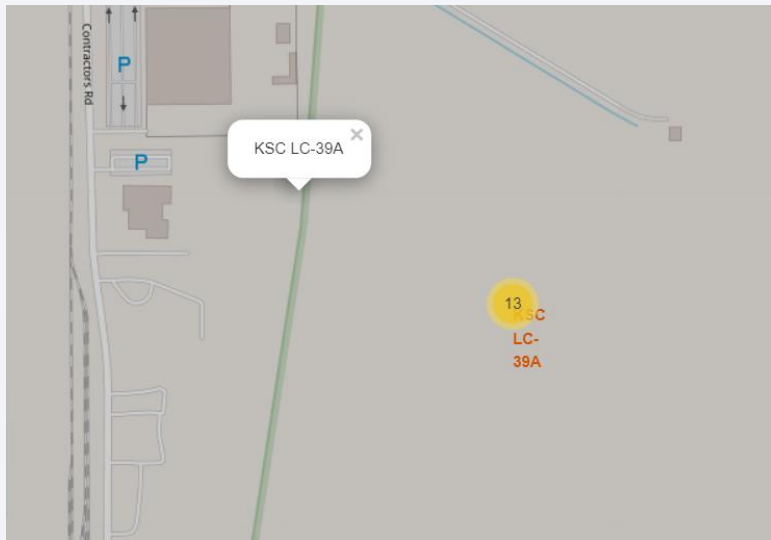 Contractors Rd
P
P
KSC LC-39A
×
13
KSC
LC-
39A